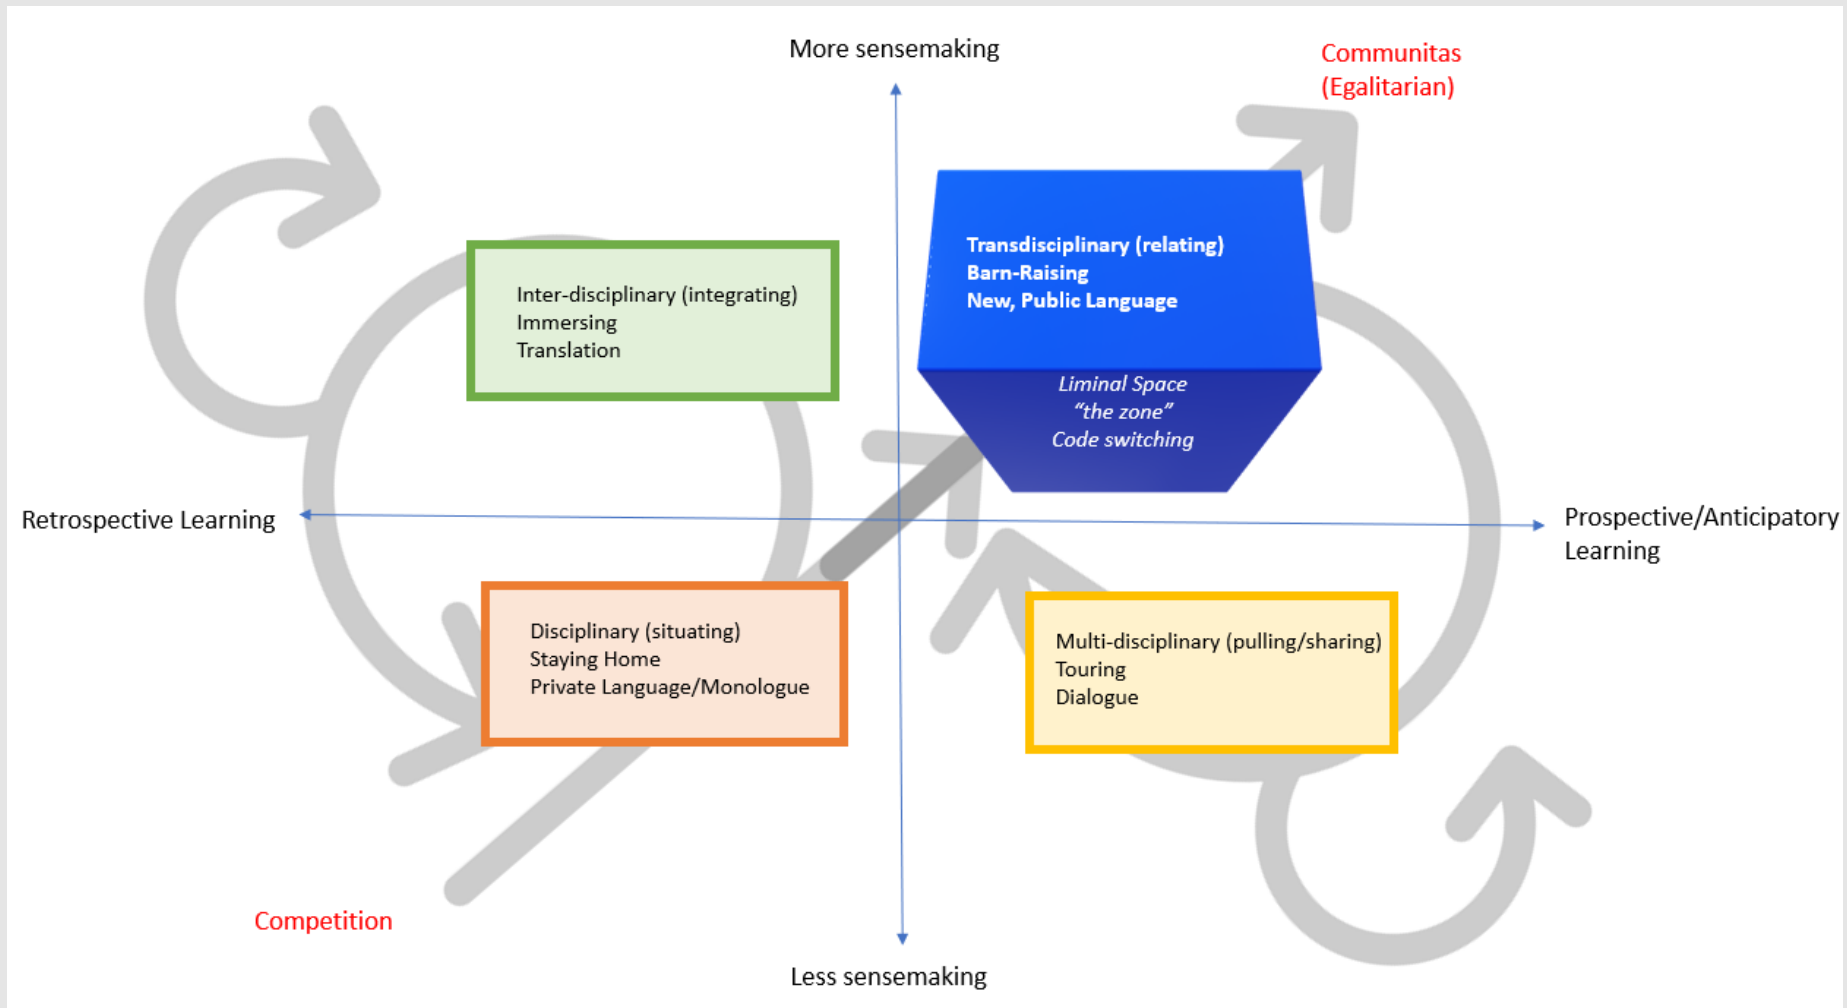 More sensemaking
Communitas
(Egalitarian)
Transdisciplinary (relating)
Barn-Raising
New, Public Language
Inter-disciplinary (integrating)
Immersing
Translation
Liminal Space
“the zone”
Code switching
Retrospective Learning
Prospective/Anticipatory
Learning
Disciplinary (situating)
Staying Home
Private Language/Monologue
Multi-disciplinary (pulling/sharing)
Touring
Dialogue
Competition
Less sensemaking